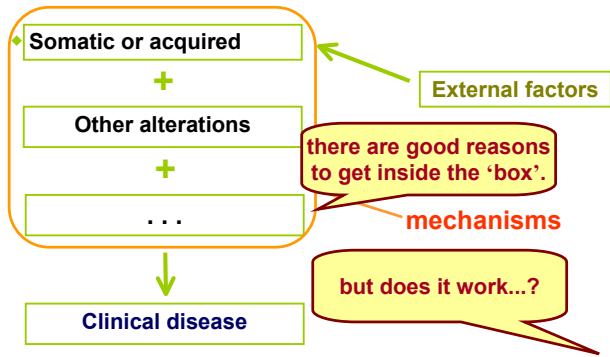 Somatic or acquired
+
External factors
Other alterations
there are good reasons
to get inside the ‘box’.
+
. . .
mechanisms
but does it work...?
Clinical disease